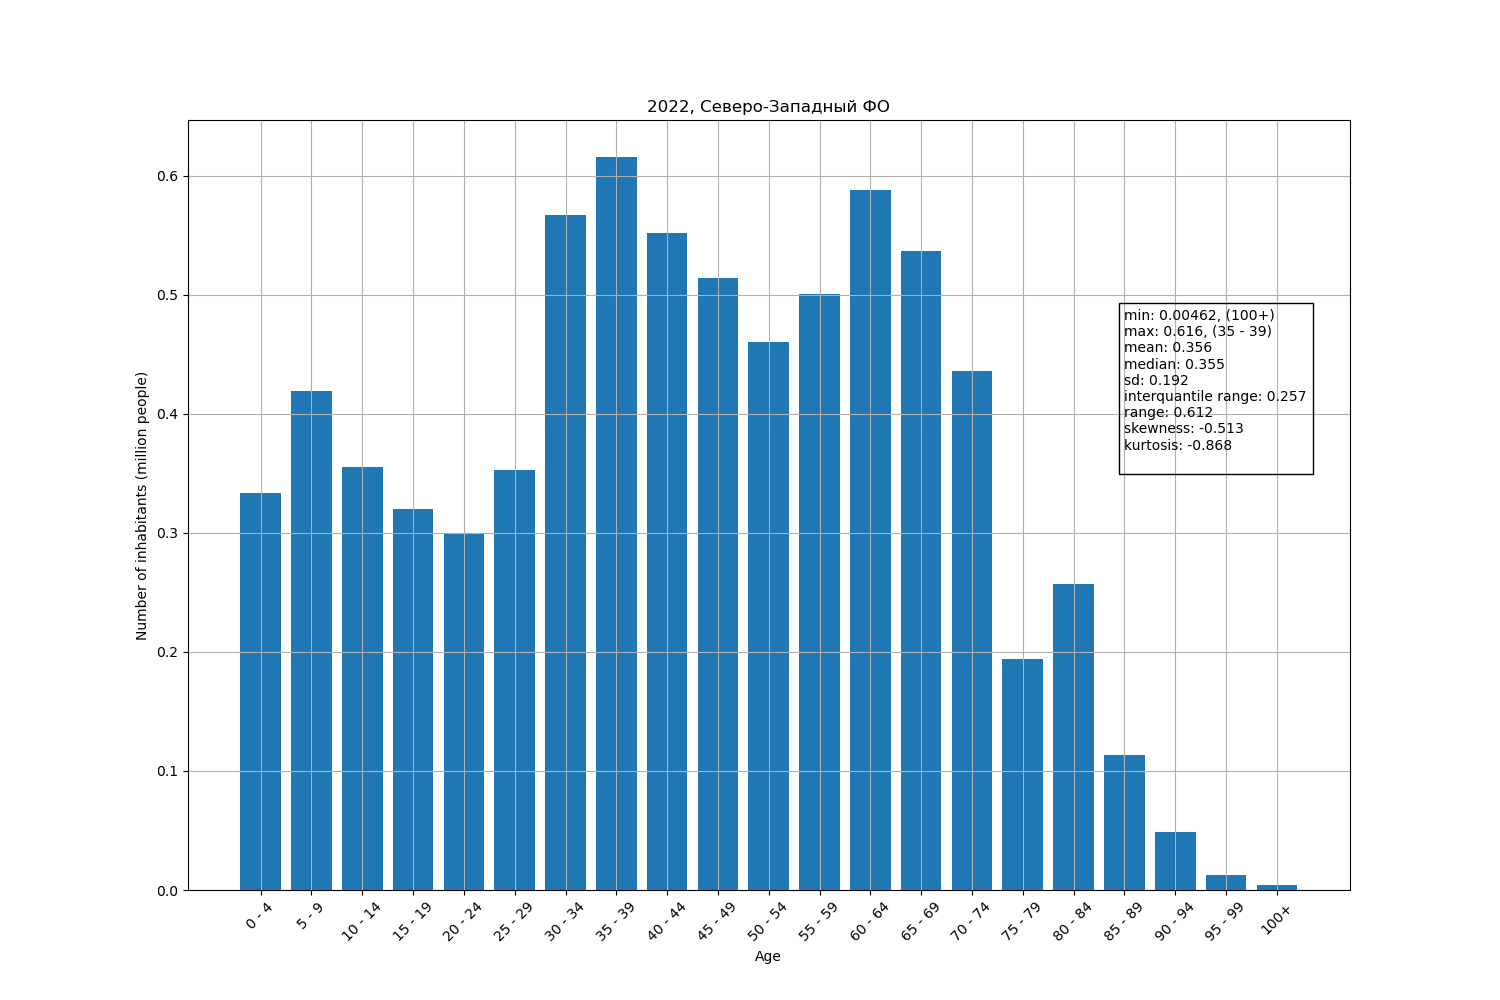 2022, Северо-Западный ФО
Number of inhabitants (million people)
0.6
0.5
0.4
0.3
0.2
0.1
0.0
min: 0.00462, (100+)
max: 0.616, (35 - 39)
mean: 0.356
median: 0.355
sd: 0.192
interquantile range: 0.257
range: 0.612
skewness: -0.513
kurtosis: -0.868
0 - 4
5 - 9
10 - 14
15 - 19
20 - 24
25 - 29
30 - 34
35 - 39
40 - 44
45 - 49
50 - 54
55 - 59
60 - 64
65 - 69
70 - 74
75 - 79
80 - 84
85 - 89
90 - 94
95 - 99
100+
Age